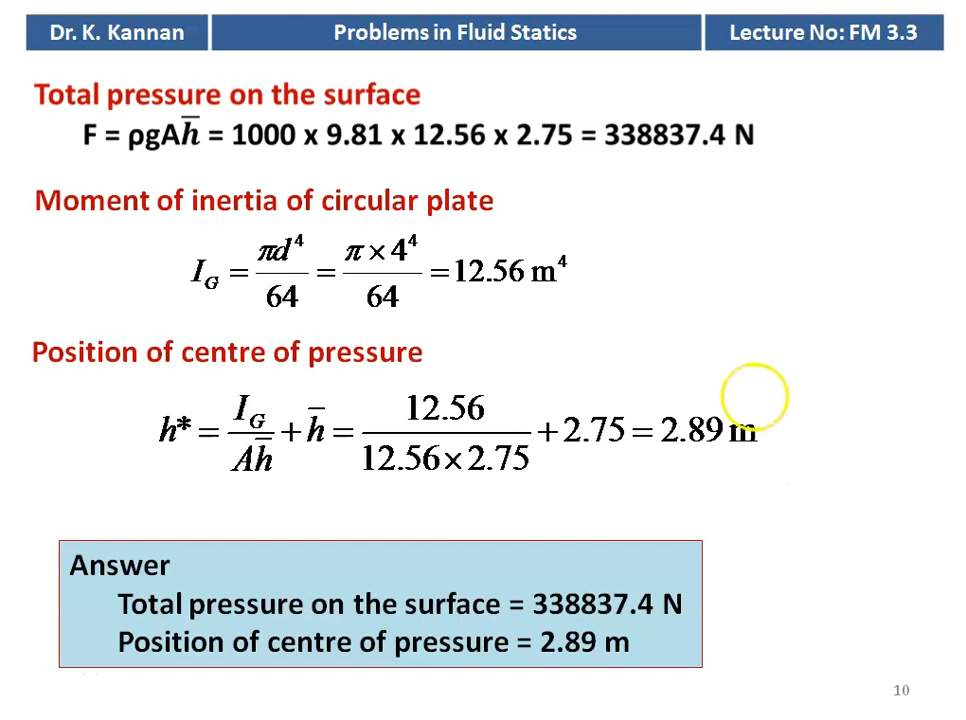 Dr. K. Kannan
Problems in Fluid Statics
Lecture No: FM 3.3
Total pressure on the surface
F = ρgAh̅ = 1000 x 9.81 x 12.56 x 2.75 = 338837.4 N
Moment of inertia of circular plate
I_G = πd⁴/64 = π × 4⁴/64 = 12.56 m⁴
Position of centre of pressure
h* = I_G/Ah̅ + h̅ = 12.56/12.56 × 2.75 + 2.75 = 2.89 m
Answer
Total pressure on the surface = 338837.4 N
Position of centre of pressure = 2.89 m
10